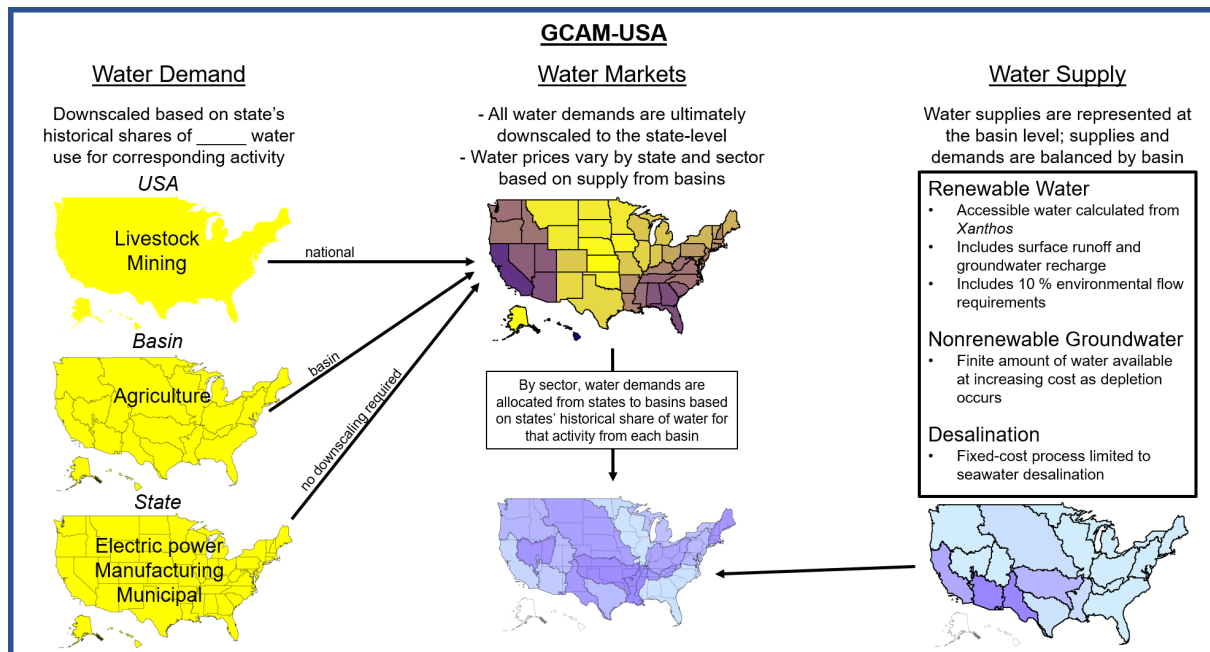 GCAM-USA
Water Demand
Downscaled based on state's
historical shares of _____ water
use for corresponding activity
USA
Livestock
Mining
national
Basin
Agriculture
basin
State
Electric power
Manufacturing
Municipal
no downscaling required
Water Markets
- All water demands are ultimately
downscaled to the state-level
- Water prices vary by state and sector
based on supply from basins
By sector, water demands are
allocated from states to basins based
on states' historical share of water for
that activity from each basin
Water Supply
Water supplies are represented at
the basin level; supplies and
demands are balanced by basin
Renewable Water
• Accessible water calculated from
Xanthos
• Includes surface runoff and
groundwater recharge
• Includes 10 % environmental flow
requirements
Nonrenewable Groundwater
• Finite amount of water available
at increasing cost as depletion
occurs
Desalination
• Fixed-cost process limited to
seawater desalination